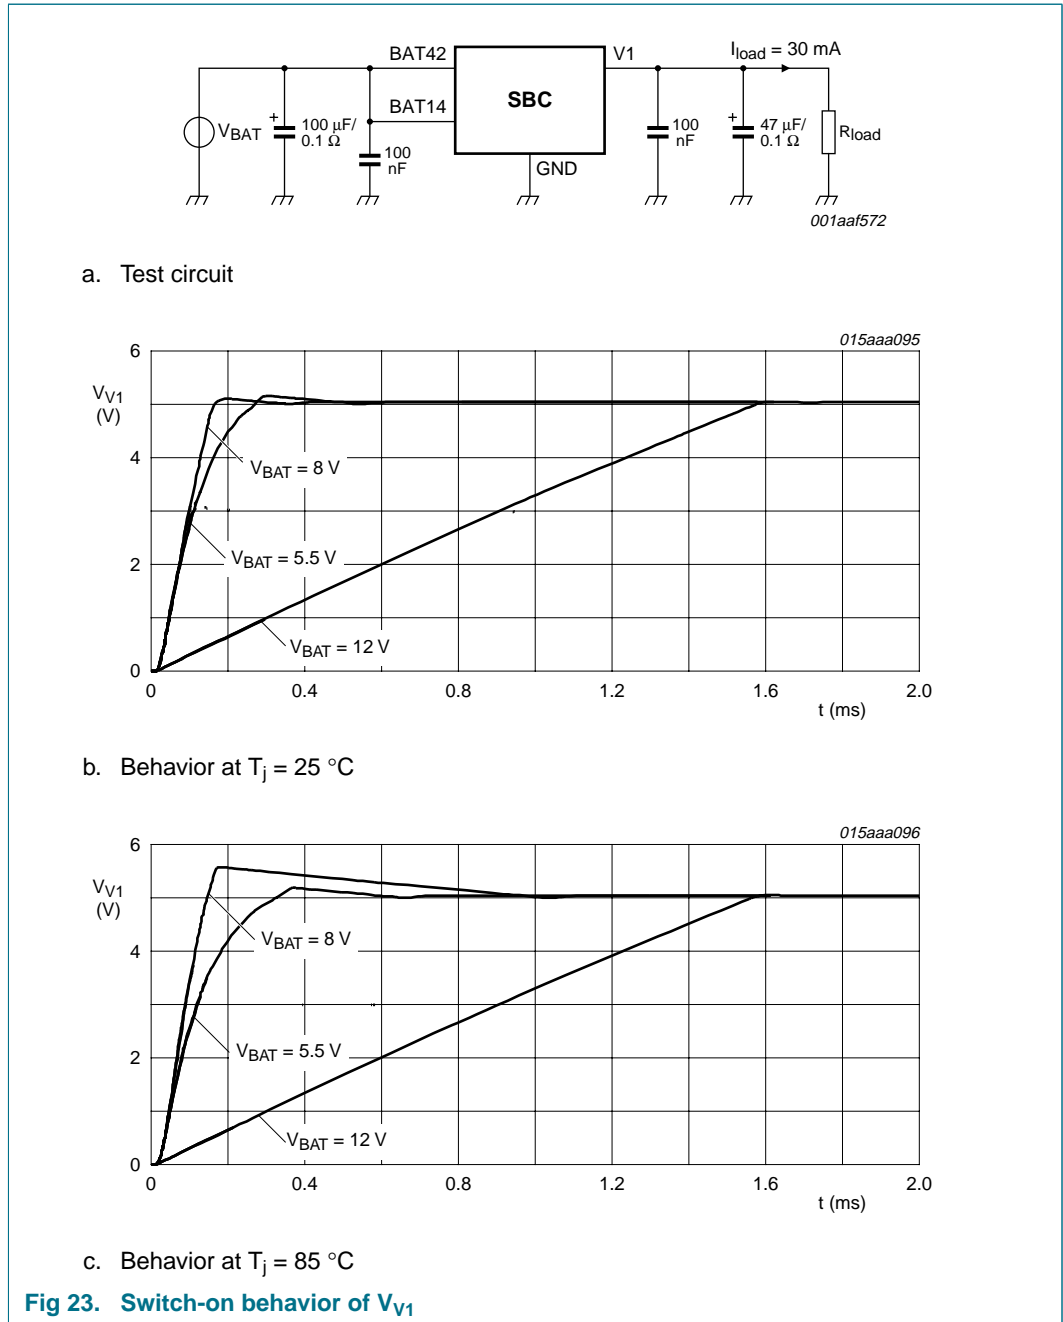 BAT42
V1
Iload = 30 mA
BAT14
SBC
VBAT
+
100 μF/
0.1 Ω
100
nF
GND
100
nF
+
47 μF/
0.1 Ω
Rload
001aaf572
a. Test circuit
015aaa095
6
VV1
(V)
4
2
0
VBAT = 8 V
VBAT = 5.5 V
VBAT = 12 V
0 0.4 0.8 1.2 1.6 2.0
t (ms)
b. Behavior at Tj = 25 °C
015aaa096
6
VV1
(V)
4
2
0
VBAT = 8 V
VBAT = 5.5 V
VBAT = 12 V
0 0.4 0.8 1.2 1.6 2.0
t (ms)
c. Behavior at Tj = 85 °C
Fig 23. Switch-on behavior of VV1